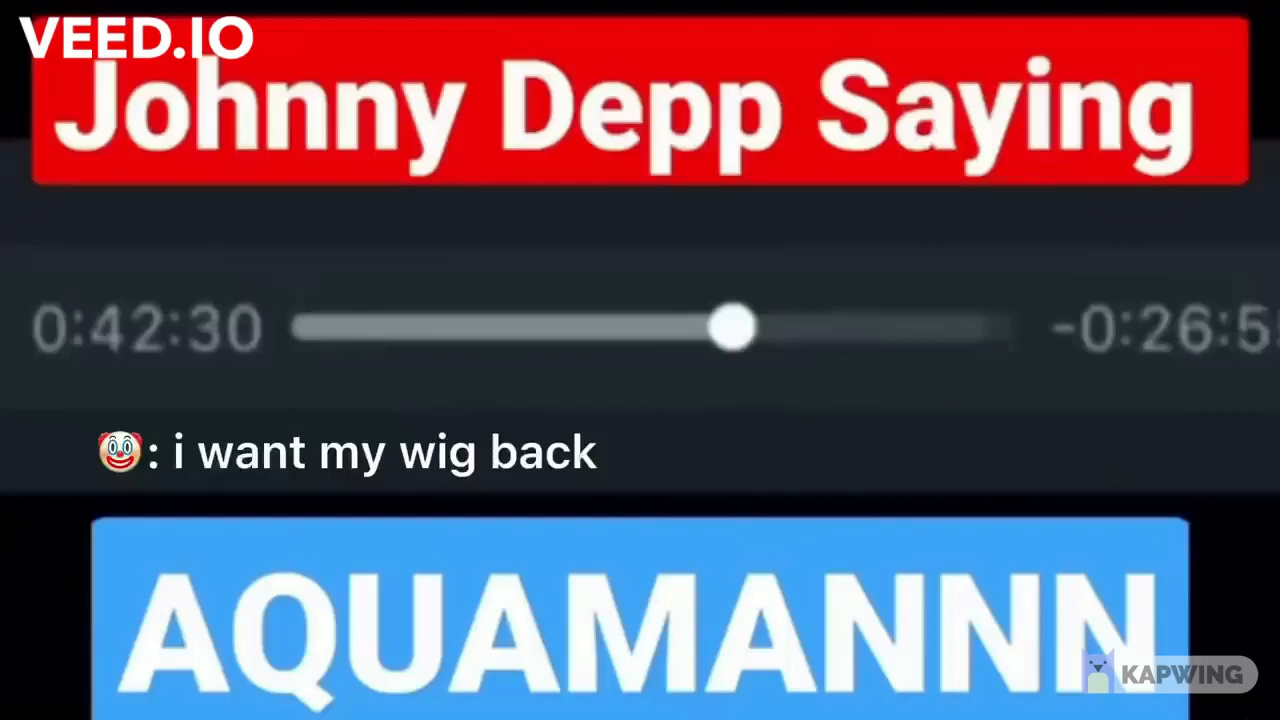 VEED.IO
Johnny Depp Saying
0:42:30
🤡: i want my wig back
AQUAMANNN
KAPWING